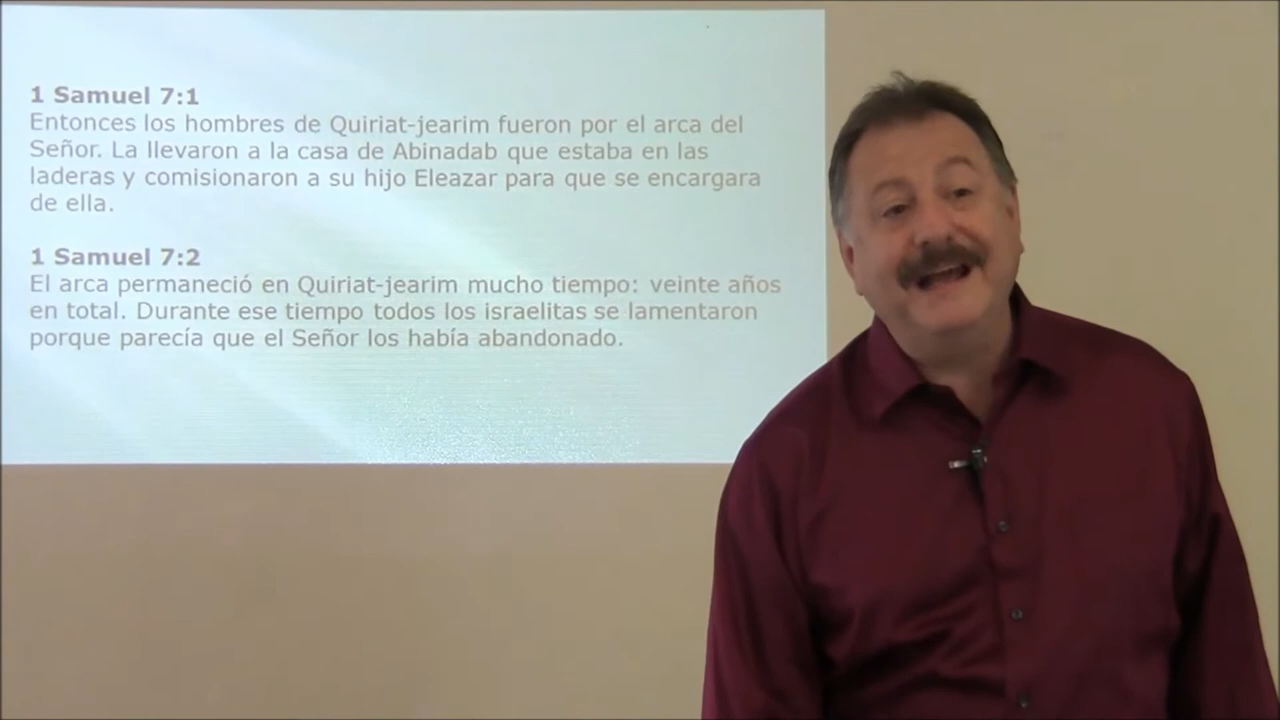 1 Samuel 7:1
Entonces los hombres de Quiriat-jearim fueron por el arca del
Señor. La llevaron a la casa de Abinadab que estaba en las
laderas y comisionaron a su hijo Eleazar para que se encargara
de ella.
1 Samuel 7:2
El arca permaneció en Quiriat-jearim mucho tiempo: veinte años
en total. Durante ese tiempo todos los israelitas se lamentaron
porque parecía que el Señor los había abandonado.